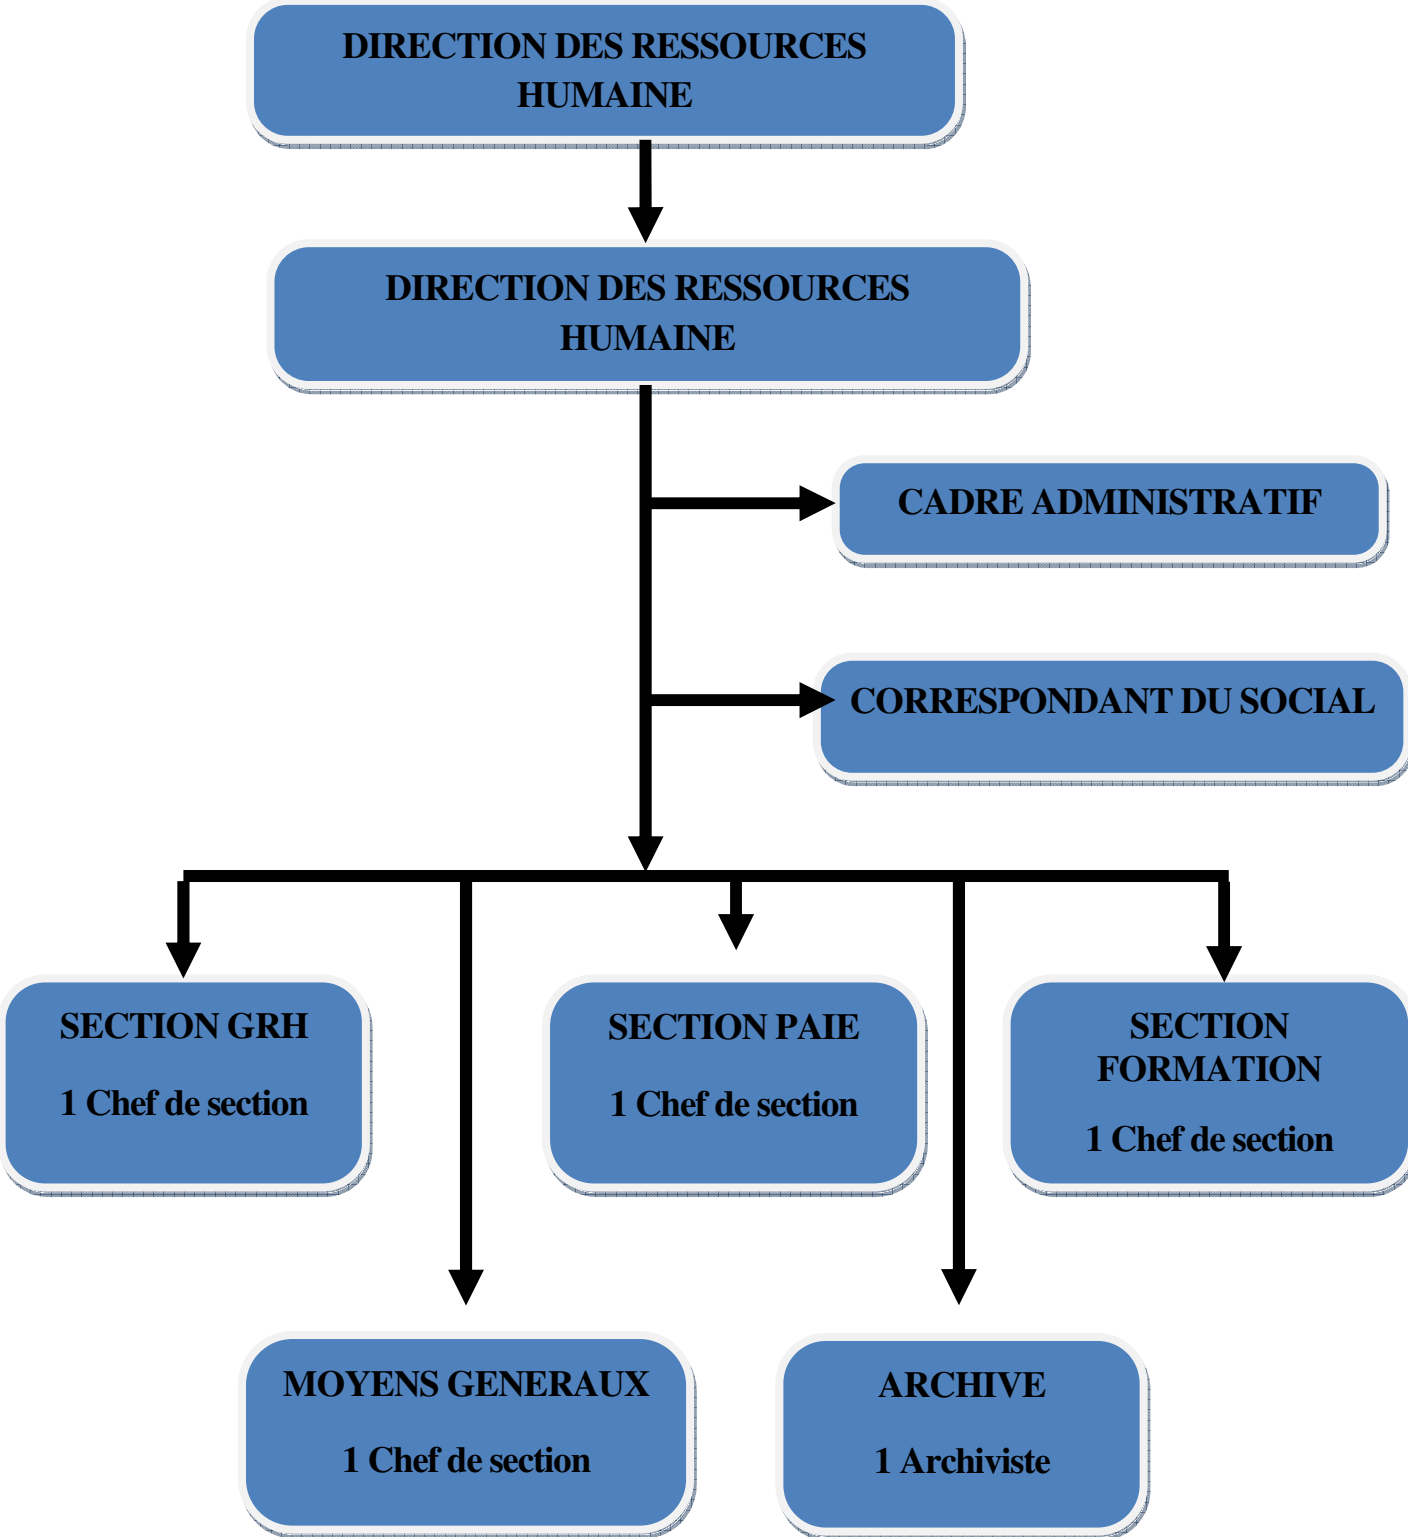 DIRECTION DES RESSOURCES
HUMAINE
DIRECTION DES RESSOURCES
HUMAINE
CADRE ADMINISTRATIF
CORRESPONDANT DU SOCIAL
SECTION GRH
1 Chef de section
SECTION PAIE
1 Chef de section
SECTION
FORMATION
1 Chef de section
MOYENS GENERAUX
1 Chef de section
ARCHIVE
1 Archiviste